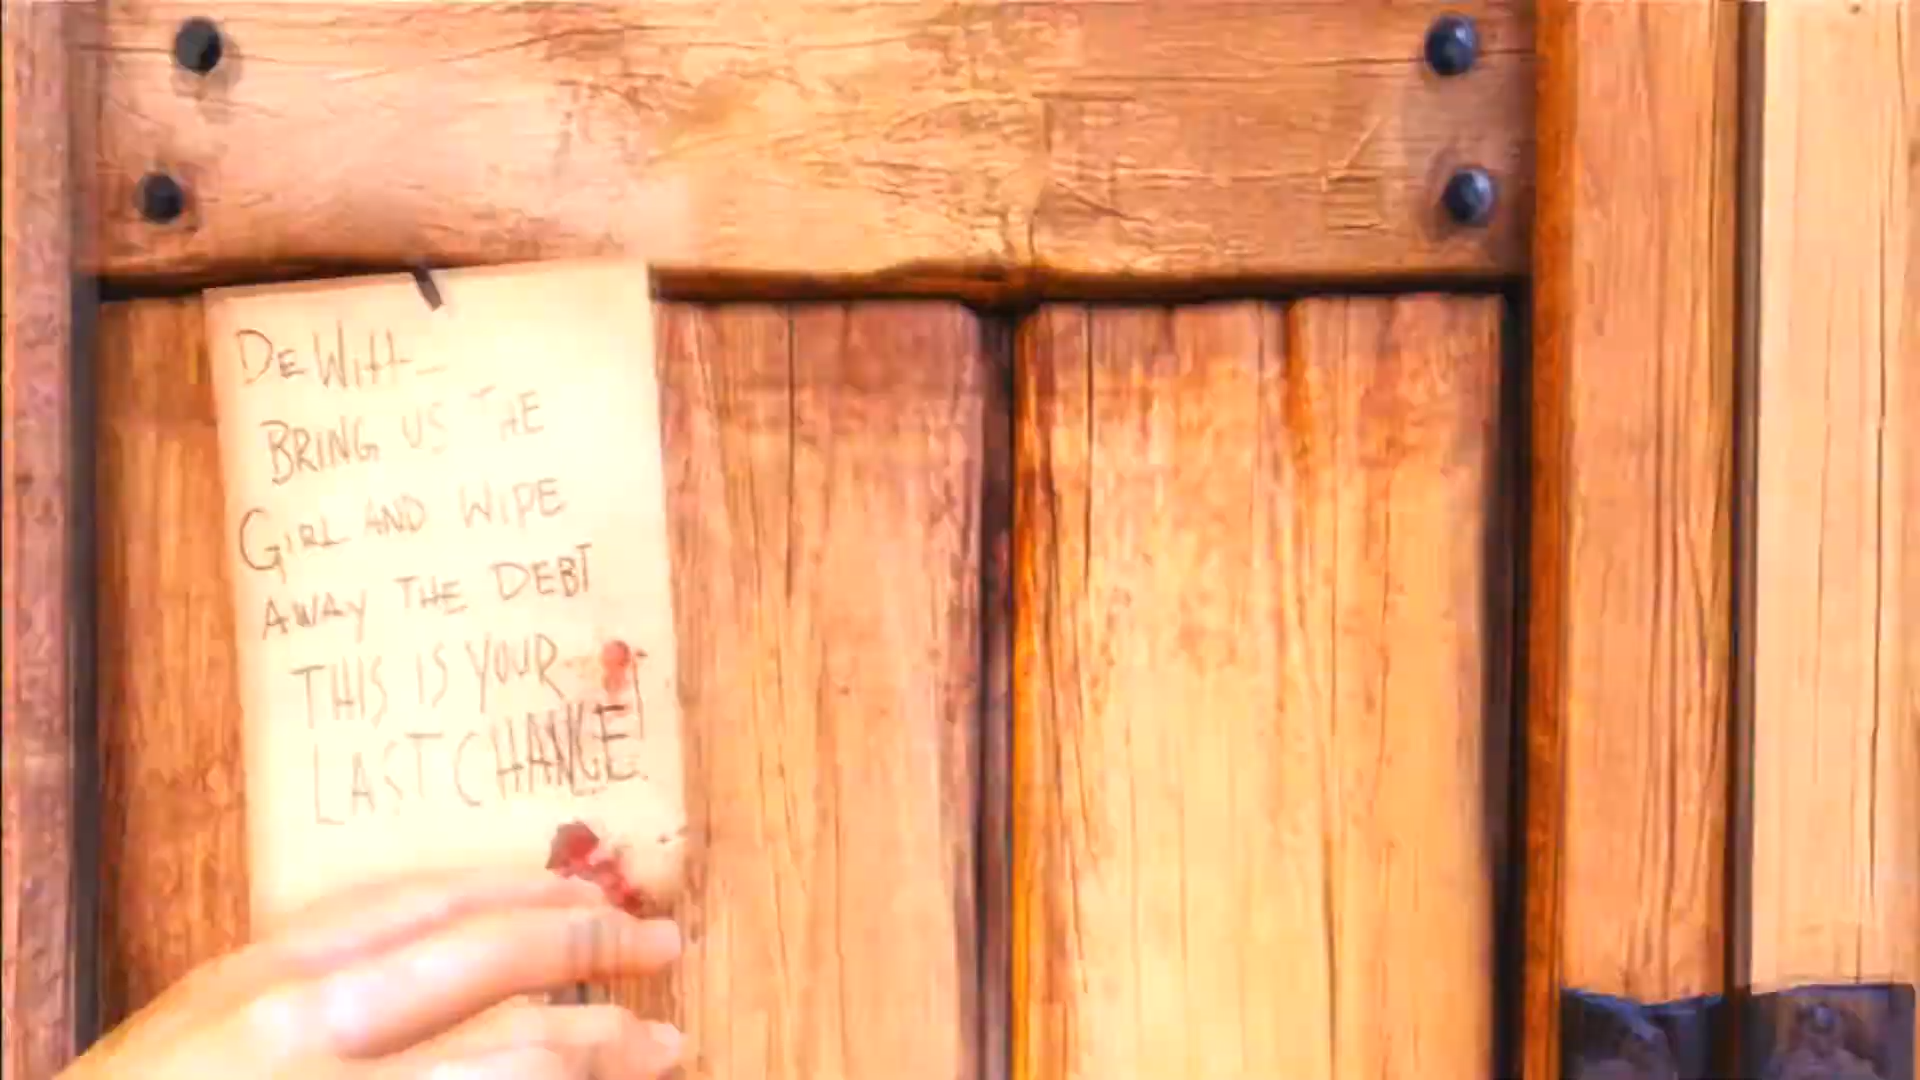 DeWitt-
BRING US THE
GIRL AND WIPE
AWAY THE DEBT
THIS IS YOUR
LAST CHANCE.